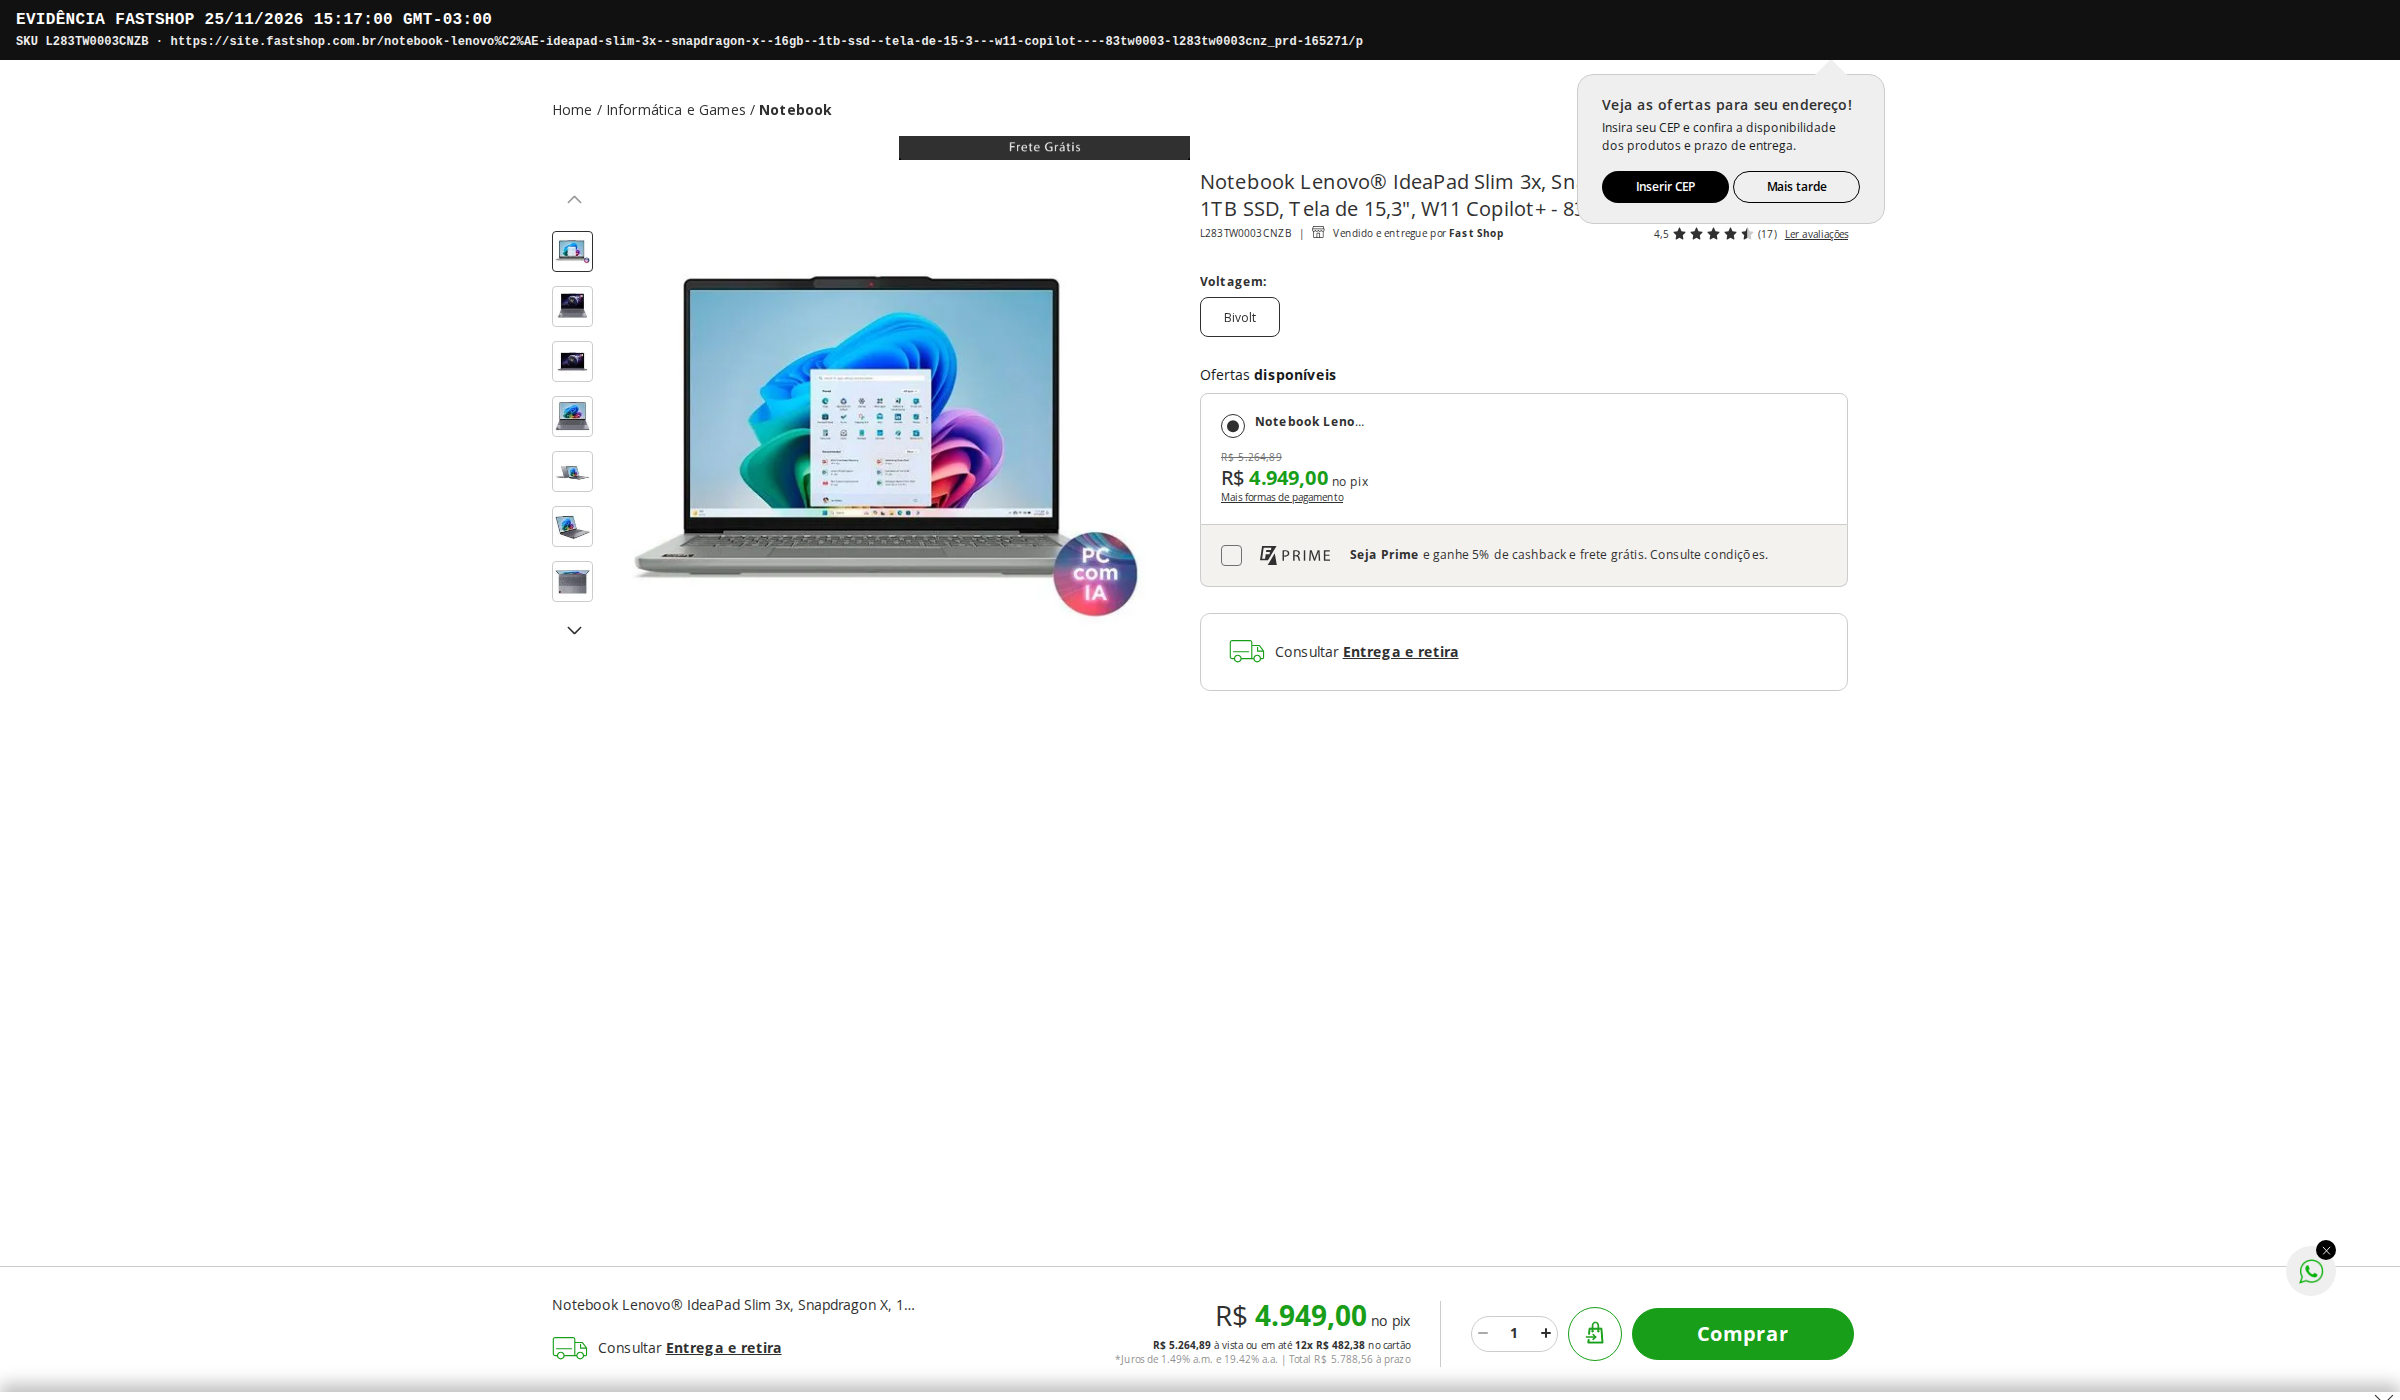 EVIDÊNCIA FASTSHOP 25/11/2026 15:17:00 GMT-03:00
SKU L283TW0003CNZB · https://site.fastshop.com.br/notebook-lenovo%C2%AE-ideapad-slim-3x--snapdragon-x--16gb--1tb-ssd--tela-de-15-3---w11-copilot----83tw0003-l283tw0003cnz_prd-165271/p
Veja as ofertas para seu endereço!
Insira seu CEP e confira a disponibilidade
dos produtos e prazo de entrega.
Inserir CEP
Mais tarde
Home / Informática e Games / Notebook
Frete Grátis
Notebook Lenovo® IdeaPad Slim 3x,
1TB SSD, Tela de 15,3", W11 Copilot+ -
L283TW0003CNZB | Vendido e entregue por Fast Shop
4,5 (17) Ler avaliações
Voltagem:
Bivolt
Ofertas disponíveis
Notebook Leno...
R$ 5.264,89
R$ 4.949,00 no pix
Mais formas de pagamento
PRIME Seja Prime e ganhe 5% de cashback e frete grátis. Consulte condições.
PC
com
IA
Consultar Entrega e retira
Notebook Lenovo® IdeaPad Slim 3x, Snapdragon X, 1...
Consultar Entrega e retira
R$ 4.949,00 no pix
R$ 5.264,89 à vista ou em até 12x R$ 482,38 no cartão
*Juros de 1.49% a.m. e 19.42% a.a. | Total R$ 5.788,56 à prazo
1
Comprar